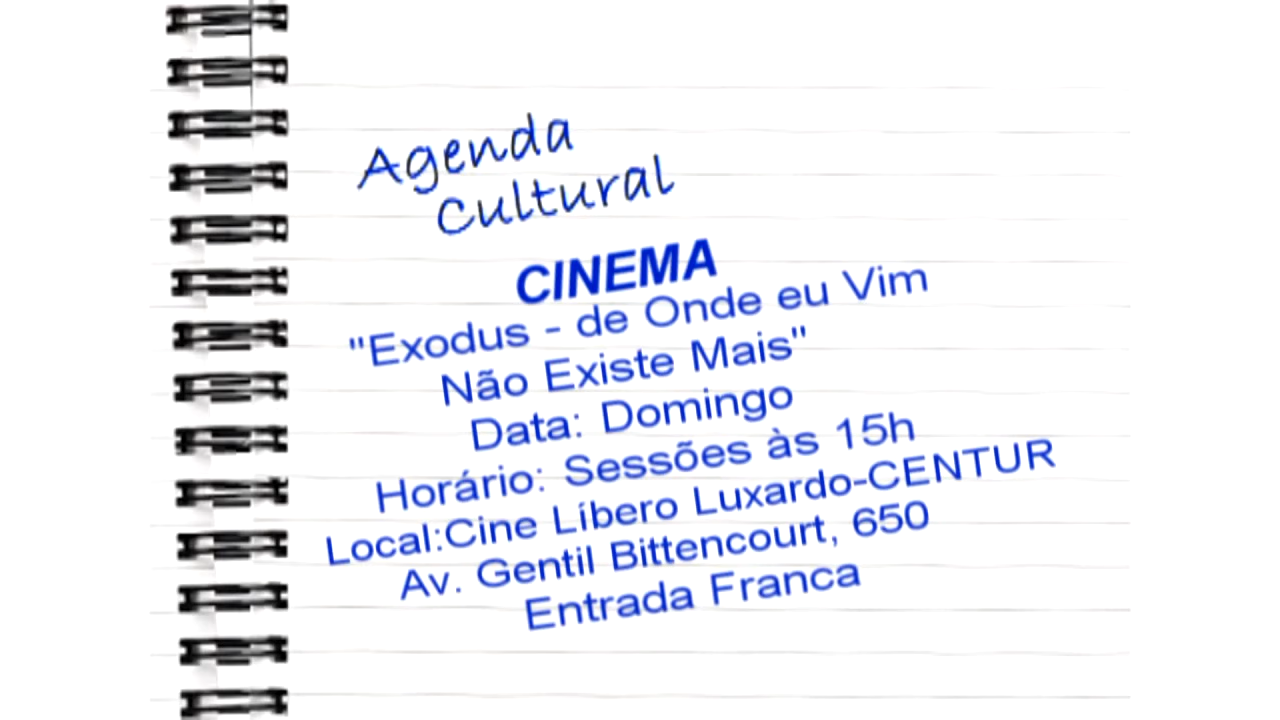 Agenda
Cultural
CINEMA
"Exodus - de Onde eu Vim
Não Existe Mais"
Data: Domingo
Horário: Sessões às 15h
Local:Cine Líbero Luxardo-CENTUR
Av. Gentil Bittencourt, 650
Entrada Franca